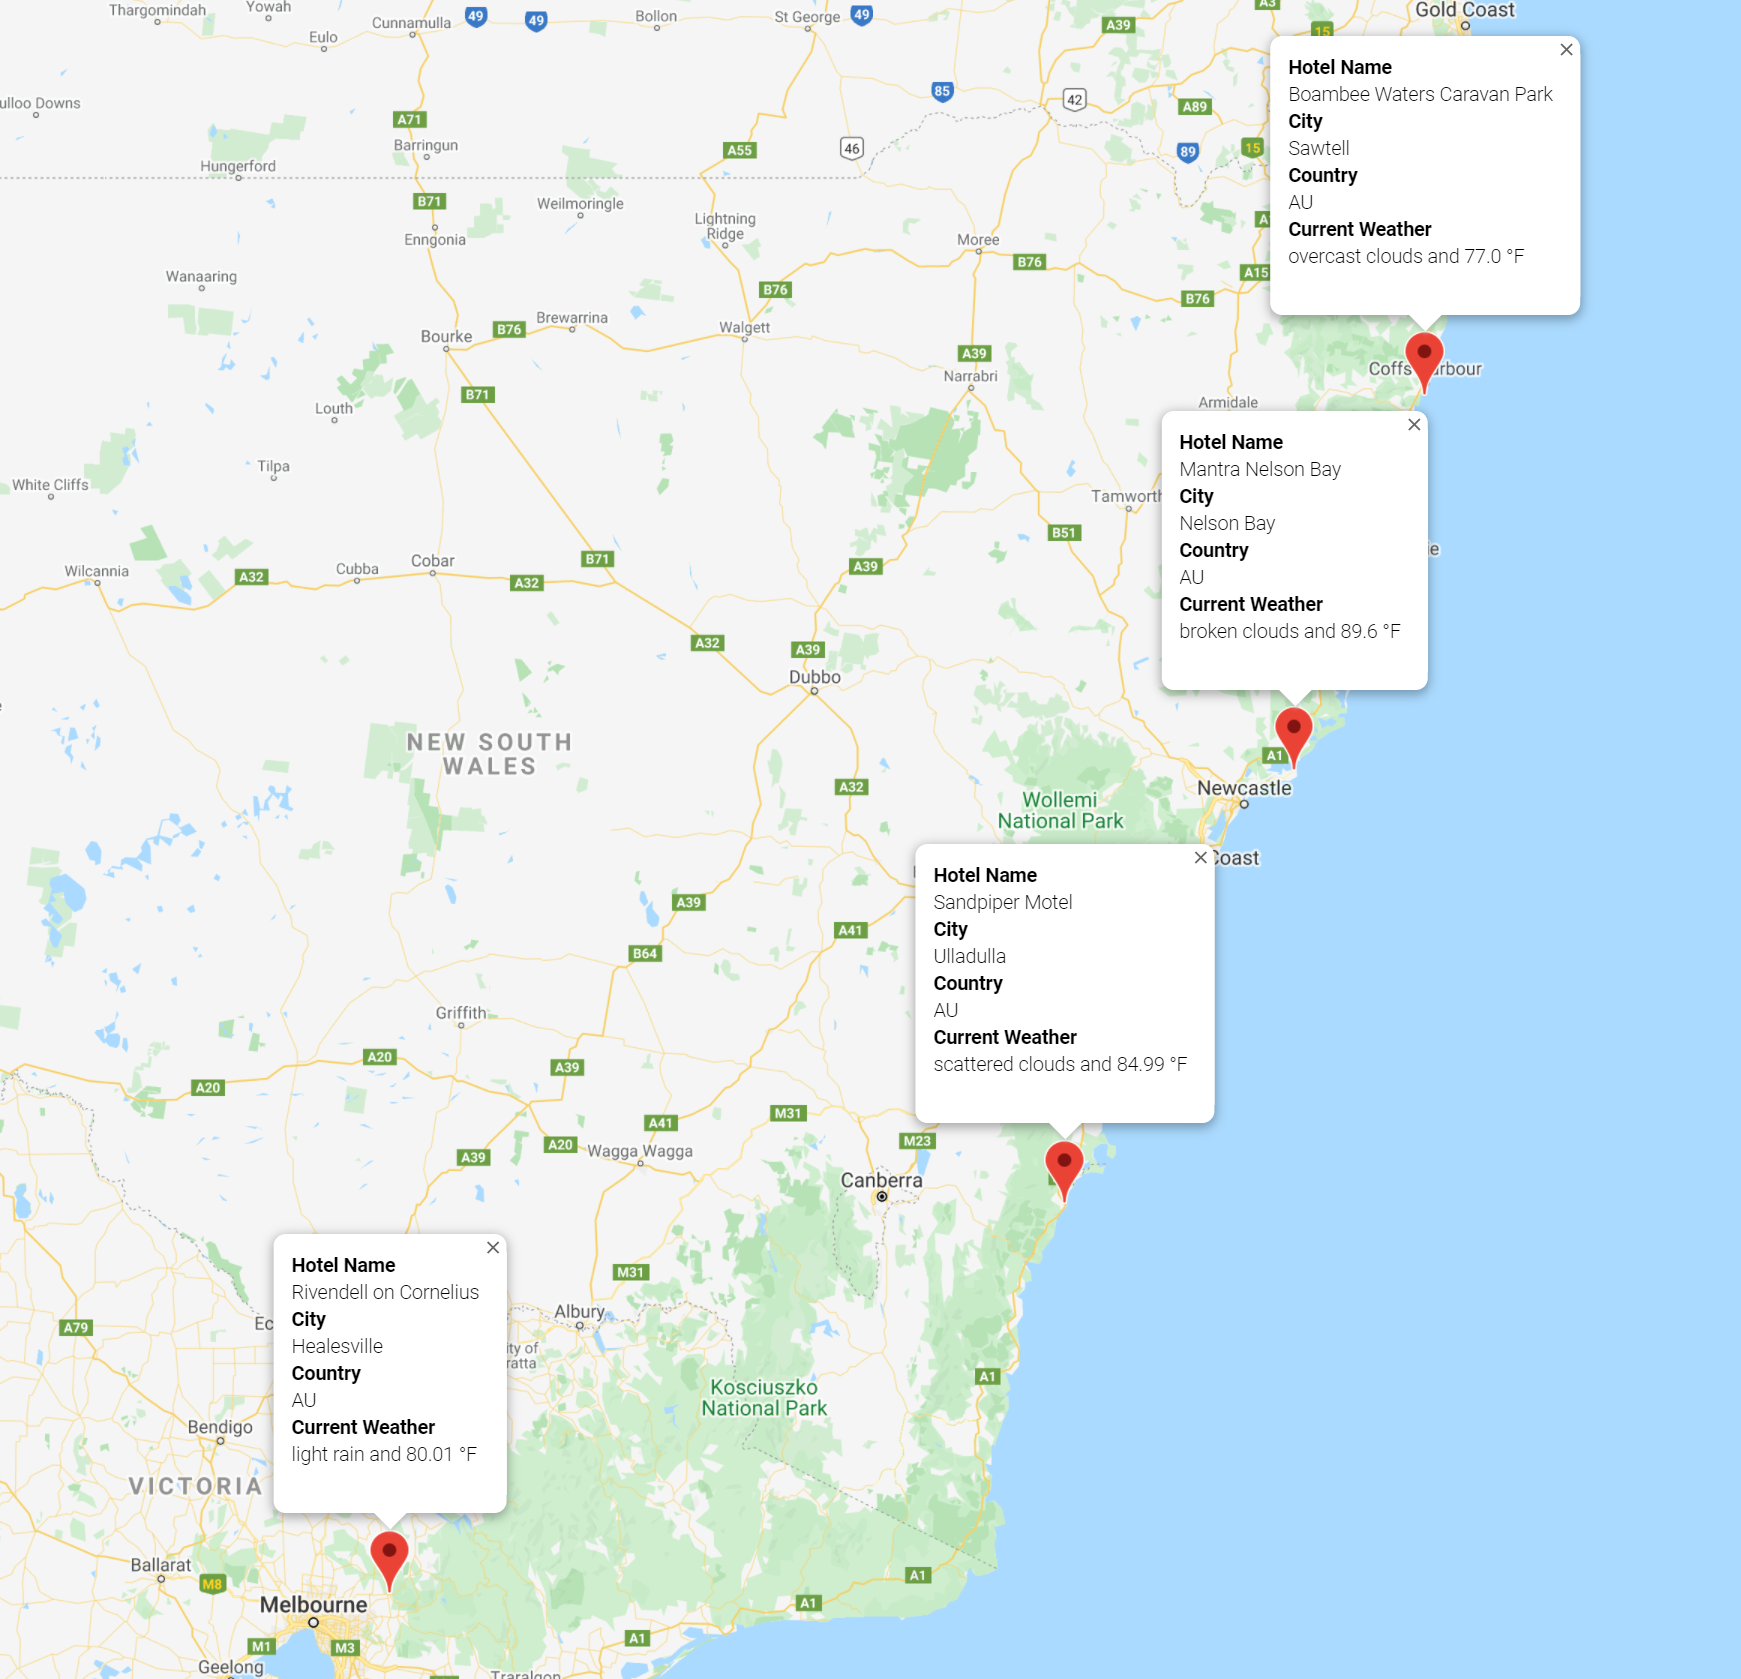 Thargomindah
Yowah
Cunnamulla
49
49
Bollon
St George
49
A3
Gold Coast
Eulo
A39
15
85
42
A89
ulloo Downs
A71
Barringun
A55
46
89
15
Hungerford
B71
Weilmoringle
Lightning
Ridge
Enngonia
Moree
B76
A15
Wanaaring
B76
B76
Bourke
B76
Brewarrina
Walgett
A39
Narrabri
B71
Louth
Armidale
Tilpa
White Cliffs
Tamworth
B51
Wilcannia
A32
Cubba
Cobar
A32
B71
A39
A32
A39
Dubbo
NEW SOUTH
WALES
A32
Wollemi
National Park
A1
Newcastle
Coast
A39
A41
B64
Griffith
A20
A20
A39
M31
A41
A20
Wagga Wagga
A39
M23
Canberra
M31
Albury
A79
Ec
ity of
ratta
A1
Kosciuszko
National Park
Bendigo
VICTORIA
Ballarat
M8
Melbourne
A1
A1
A1
M1
M3
Geelong
Traralgon
Coffs
rbour
Hotel Name
Boambee Waters Caravan Park
City
Sawtell
Country
AU
Current Weather
overcast clouds and 77.0 °F
Hotel Name
Mantra Nelson Bay
City
Nelson Bay
Country
AU
Current Weather
broken clouds and 89.6 °F
Hotel Name
Sandpiper Motel
City
Ulladulla
Country
AU
Current Weather
scattered clouds and 84.99 °F
Hotel Name
Rivendell on Cornelius
City
Healesville
Country
AU
Current Weather
light rain and 80.01 °F